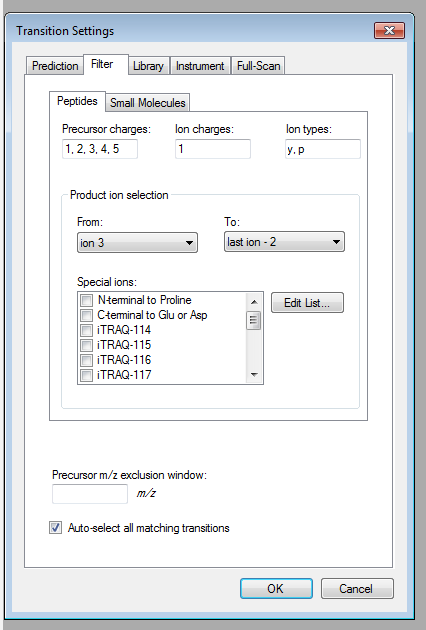 Transition Settings
Prediction Filter Library Instrument Full-Scan
Peptides Small Molecules
Precursor charges: Ion charges: Ion types:
1, 2, 3, 4, 5 1 y, p
Product ion selection
From: To:
ion 3 last ion - 2
Special ions:
N-terminal to Proline Edit List...
C-terminal to Glu or Asp
iTRAQ-114
iTRAQ-115
iTRAQ-116
iTRAQ-117
Precursor m/z exclusion window:
m/z
Auto-select all matching transitions
OK Cancel